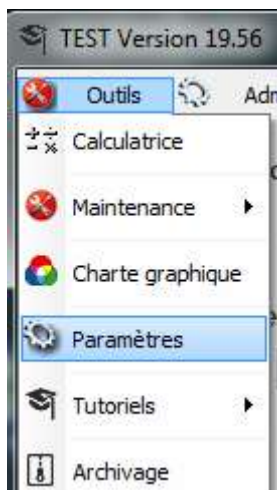 TEST Version 19.56
Outils
Calculatrice
Maintenance
Charte graphique
Paramètres
Tutoriels
Archivage